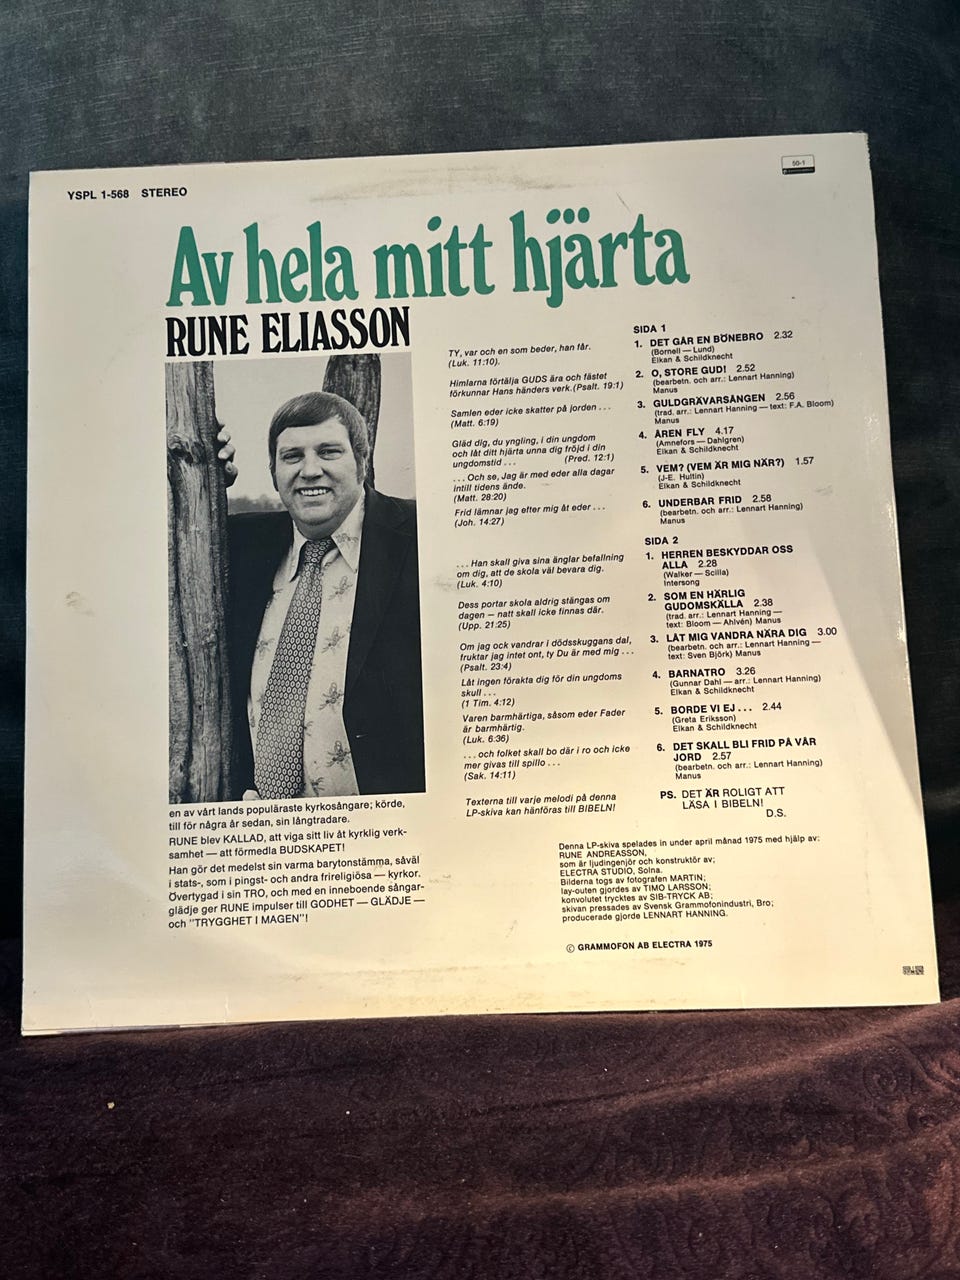 YSPL 1-568 STEREO
50-1
Av hela mitt hjärta
RUNE ELIASSON
en av vårt lands populäraste kyrkosångare; körde,
till för några år sedan, sin långtradare.
RUNE blev KALLAD, att viga sitt liv åt kyrklig verk-
samhet — att förmedla BUDSKAPET!
Han gör det medelst sin varma barytonstämma, såväl
i stats-, som i pingst- och andra frireligiösa — kyrkor.
Övertygad i sin TRO, och med en inneboende sångar-
glädje ger RUNE impulser till GODHET — GLÄDJE —
och "TRYGGHET I MAGEN"!
TY, var och en som beder, han får.
(Luk. 11:10).
Himlarna förtälja GUDS ära och fästet
förkunnar Hans händers verk.(Psalt. 19:1)
Samlen eder icke skatter på jorden . . .
(Matt. 6:19)
Gläd dig, du yngling, i din ungdom
och låt ditt hjärta unna dig fröjd i din
ungdomstid . . . (Pred. 12:1)
. . . Och se, Jag är med eder alla dagar
intill tidens ände.
(Matt. 28:20)
Frid lämnar jag efter mig åt eder . . .
(Joh. 14:27)
. . . Han skall giva sina änglar befallning
om dig, att de skola väl bevara dig.
(Luk. 4:10)
Dess portar skola aldrig stängas om
dagen – natt skall icke finnas där.
(Upp. 21:25)
Om jag ock vandrar i dödsskuggans dal,
fruktar jag intet ont, ty Du är med mig . . .
(Psalt. 23:4)
Låt ingen förakta dig för din ungdoms
skull . . .
(1 Tim. 4:12)
Varen barmhärtiga, såsom eder Fader
är barmhärtig.
(Luk. 6:36)
. . . och folket skall bo där i ro och icke
mer givas till spillo . . .
(Sak. 14:11)
Texterna till varje melodi på denna
LP-skiva kan hänföras till BIBELN!
SIDA 1
1. DET GÅR EN BÖNEBRO 2.32
(Bornell — Lund)
Elkan & Schildknecht
2. O, STORE GUD! 2.52
(bearbetn. och arr.: Lennart Hanning)
Manus
3. GULDGRÄVARSÅNGEN 2.56
(trad. arr.: Lennart Hanning — text: F.A. Bloom)
Manus
4. ÅREN FLY 4.17
(Amnefors — Dahlgren)
Elkan & Schildknecht
5. VEM? (VEM ÄR MIG NÄR?) 1.57
(J-E. Hultin)
Elkan & Schildknecht
6. UNDERBAR FRID 2.58
(bearbetn. och arr.: Lennart Hanning)
Manus
SIDA 2
1. HERREN BESKYDDAR OSS
ALLA 2.28
(Walker — Scilla)
Intersong
2. SOM EN HÄRLIG
GUDOMSKÄLLA 2.38
(trad. arr.: Lennart Hanning —
text: Bloom — Ahlvén) Manus
3. LÅT MIG VANDRA NÄRA DIG 3.00
(bearbetn. och arr.: Lennart Hanning —
text: Sven Björk) Manus
4. BARNATRO 3.26
(Gunnar Dahl — arr.: Lennart Hanning)
Elkan & Schildknecht
5. BORDE VI EJ . . . 2.44
(Greta Eriksson)
Elkan & Schildknecht
6. DET SKALL BLI FRID PÅ VÅR
JORD 2.57
(bearbetn. och arr.: Lennart Hanning)
Manus
PS. DET ÄR ROLIGT ATT
LÄSA I BIBELN!
D.S.
Denna LP-skiva spelades in under april månad 1975 med hjälp av:
RUNE ANDREASSON,
som är ljudingenjör och konstruktör av;
ELECTRA STUDIO, Solna.
Bilderna togs av fotografen MARTIN;
lay-outen gjordes av TIMO LARSSON;
konvolutet trycktes av SIB-TRYCK AB;
skivan pressades av Svensk Grammofonindustri, Bro;
producerade gjorde LENNART HANNING.
© GRAMMOFON AB ELECTRA 1975